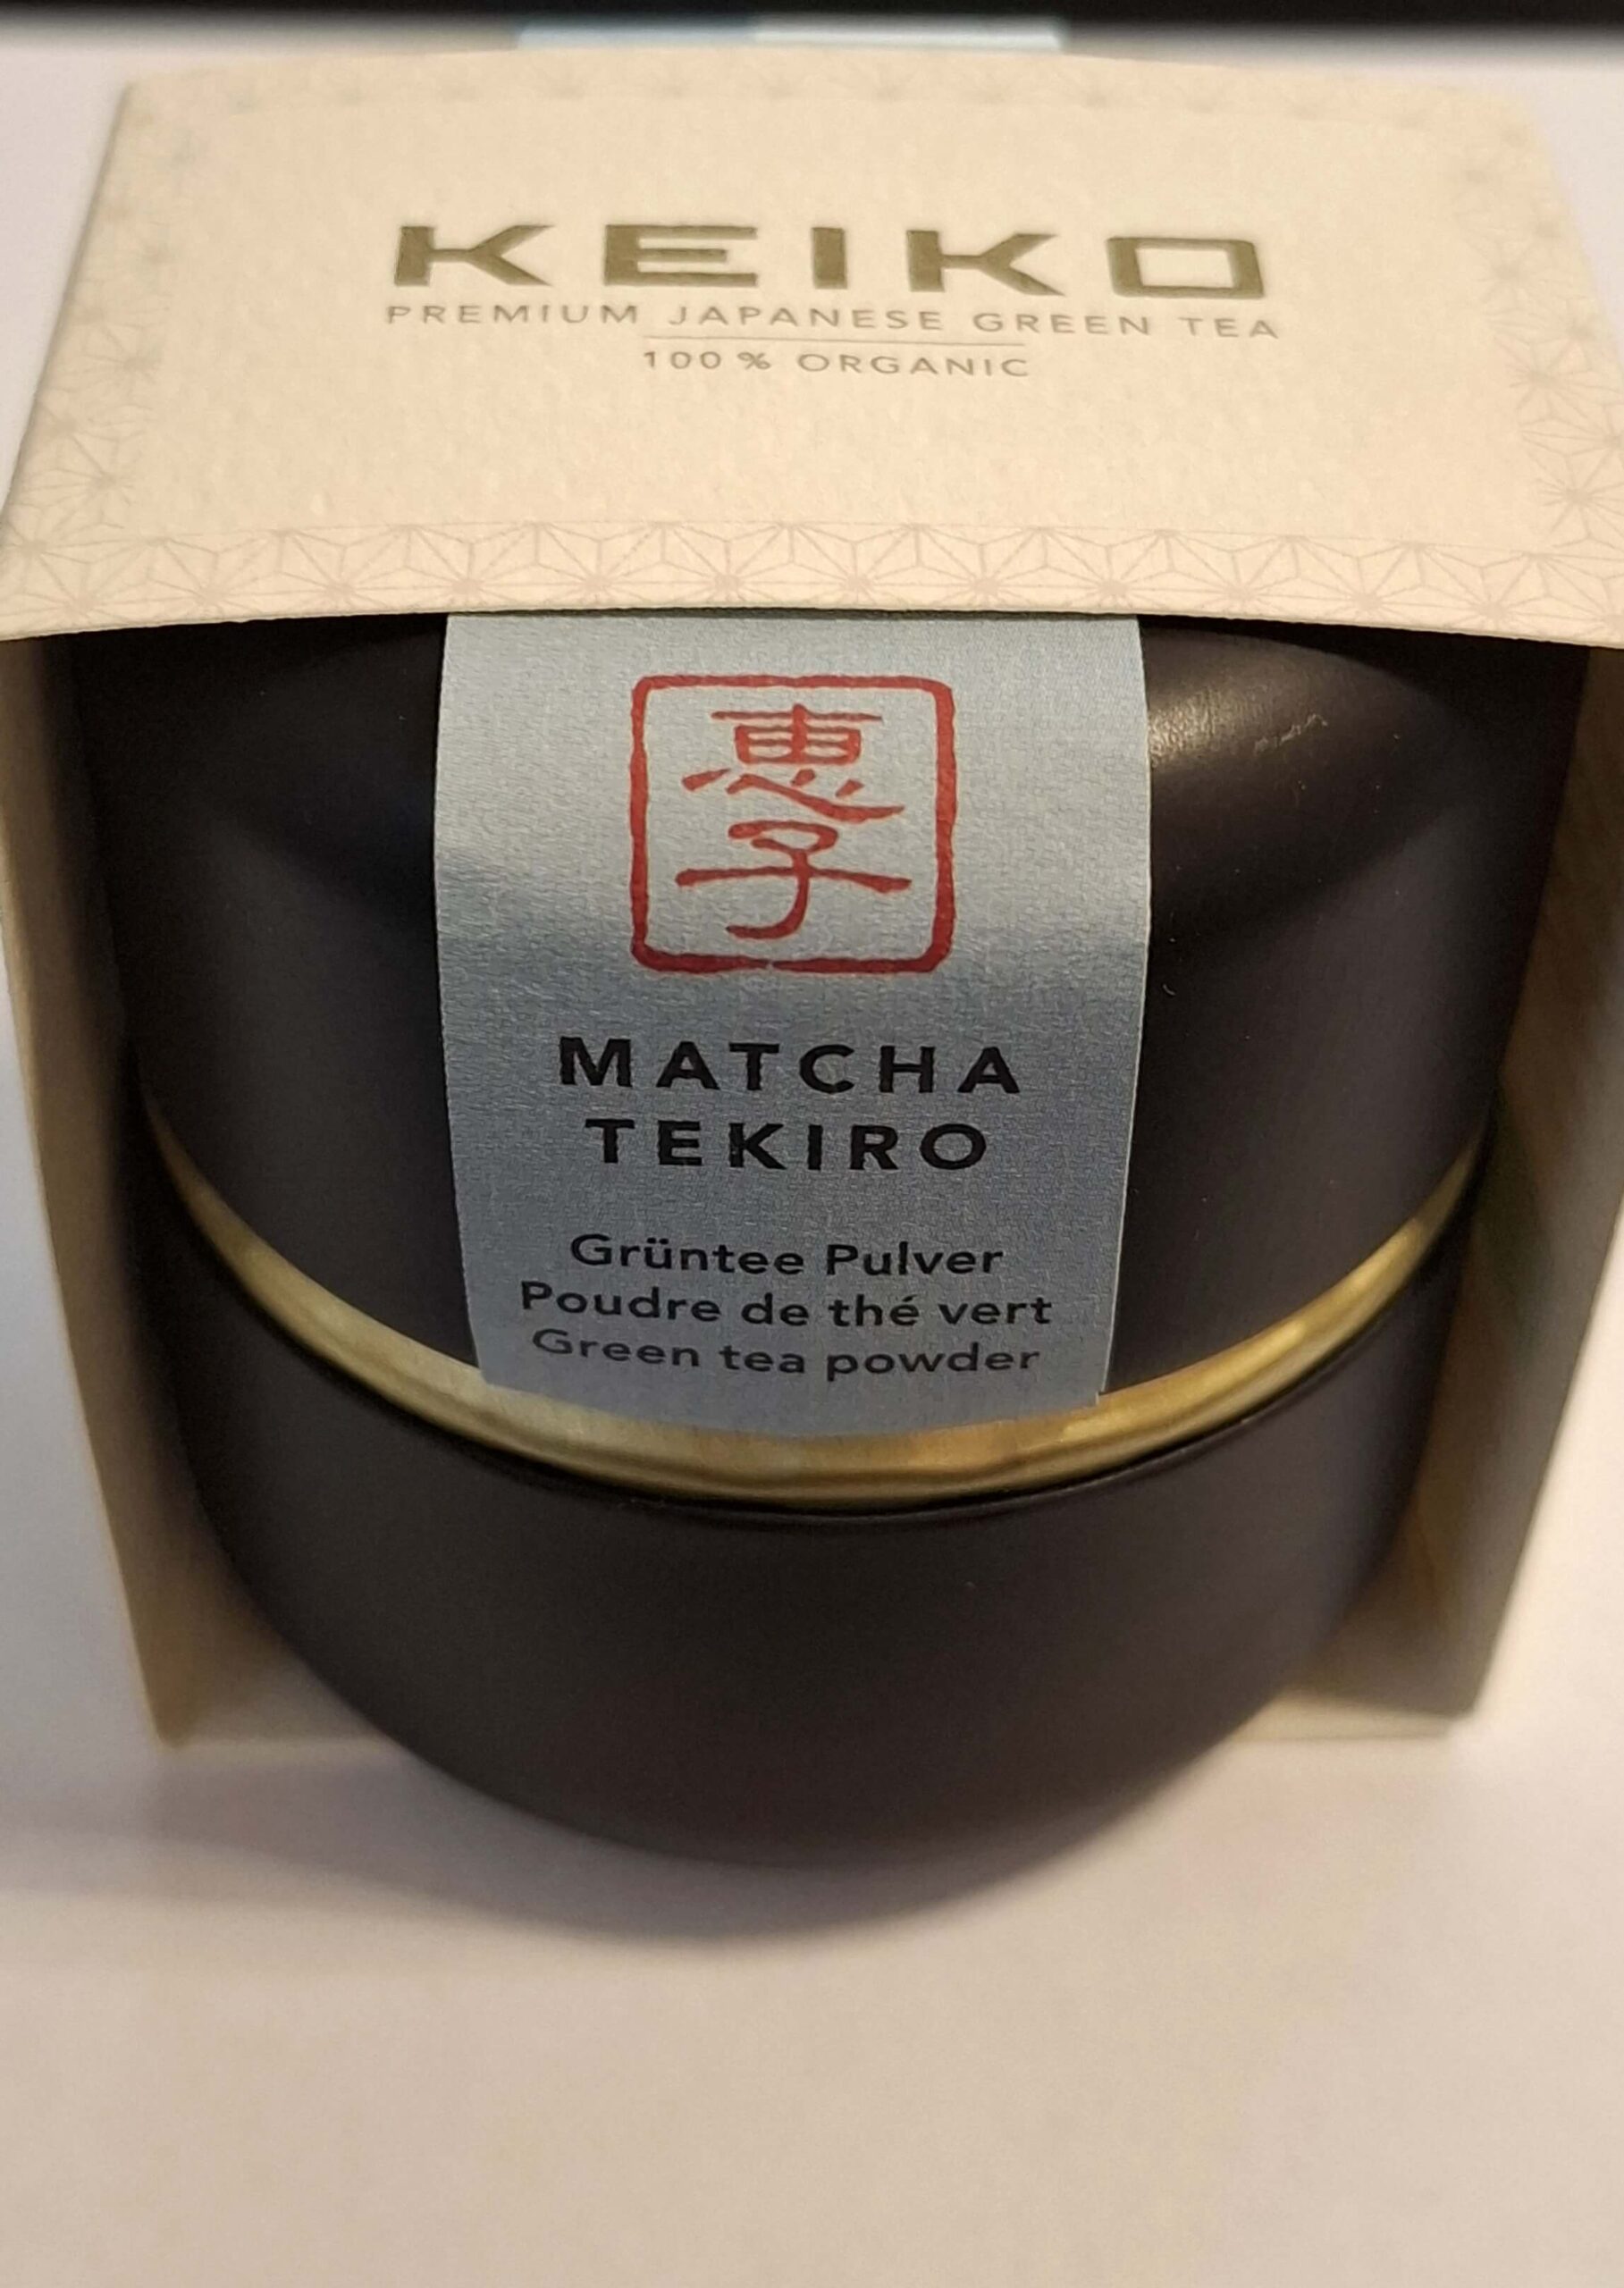 KEIKO
PREMIUM JAPANESE GREEN TEA
100 % ORGANIC
恵
子
MATCHA
TEKIRO
Grüntee Pulver
Poudre de thé vert
Green tea powder